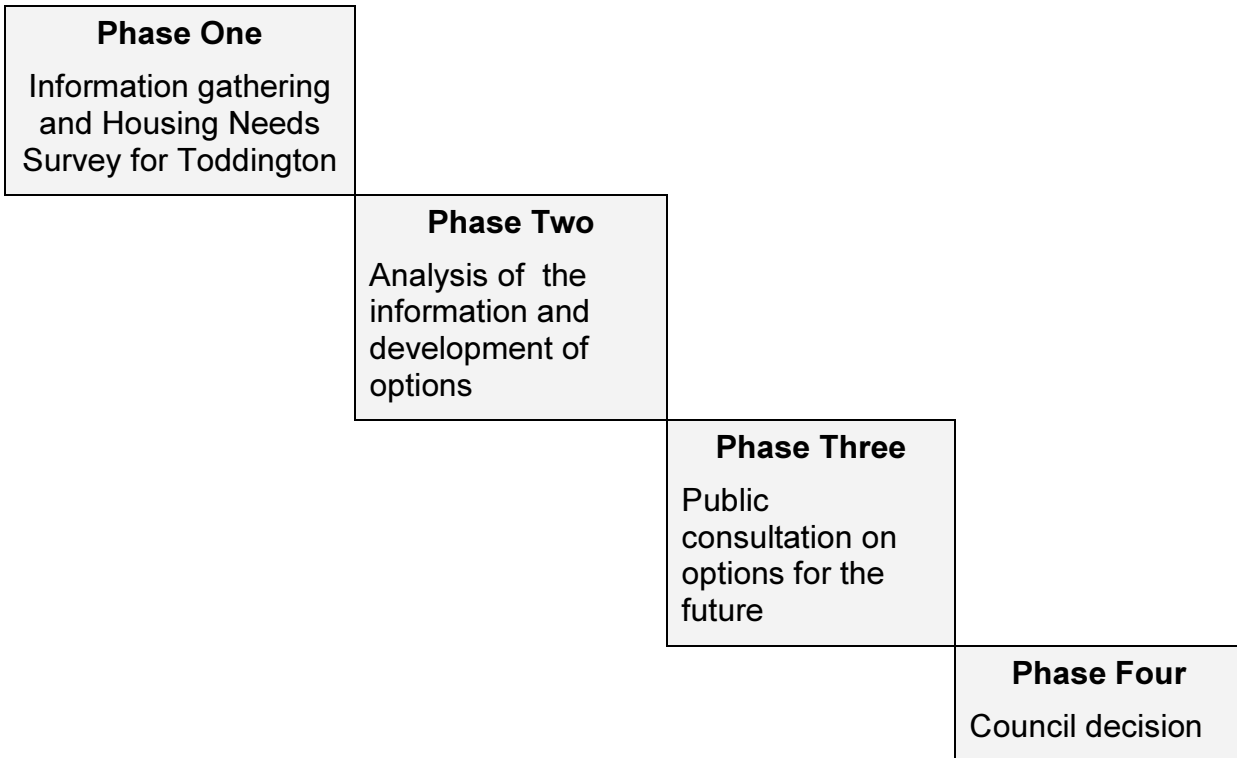 Phase One
Information gathering
and Housing Needs
Survey for Toddington
Phase Two
Analysis of  the
information and
development of
options
Phase Three
Public
consultation on
options for the
future
Phase Four
Council decision